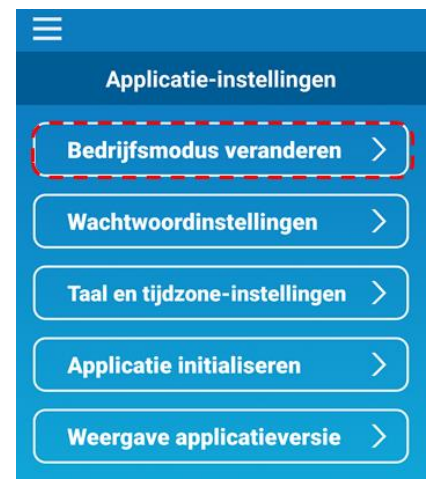 Applicatie-instellingen
Bedrijfsmodus veranderen
Wachtwoordinstellingen
Taal en tijdzone-instellingen
Applicatie initialiseren
Weergave applicatieversie